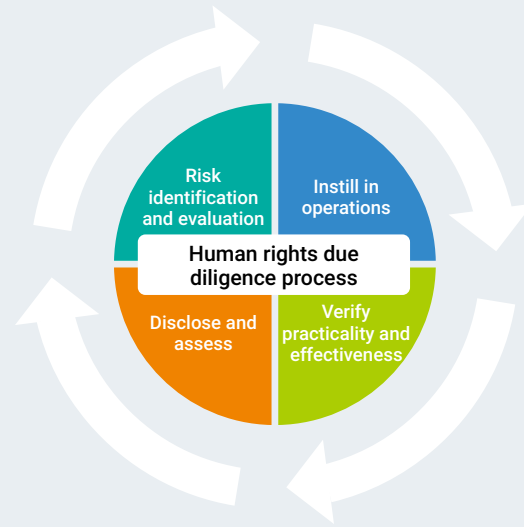 Risk
identification
and evaluation
Instill in
operations
Human rights due
diligence process
Disclose and
assess
Verify
practicality and
effectiveness